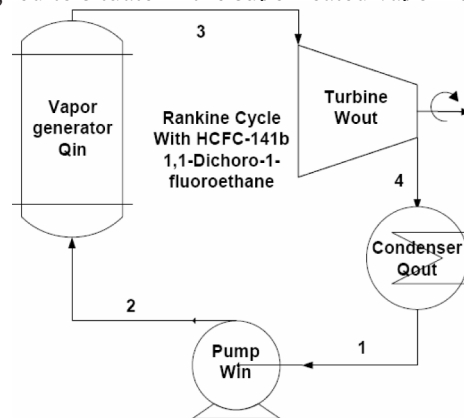 3
Vapor
generator
Qin
Rankine Cycle
With HCFC-141b
1,1-Dichoro-1-
fluoroethane
Turbine
Wout
4
Condenser
Qout
2
1
Pump
Win